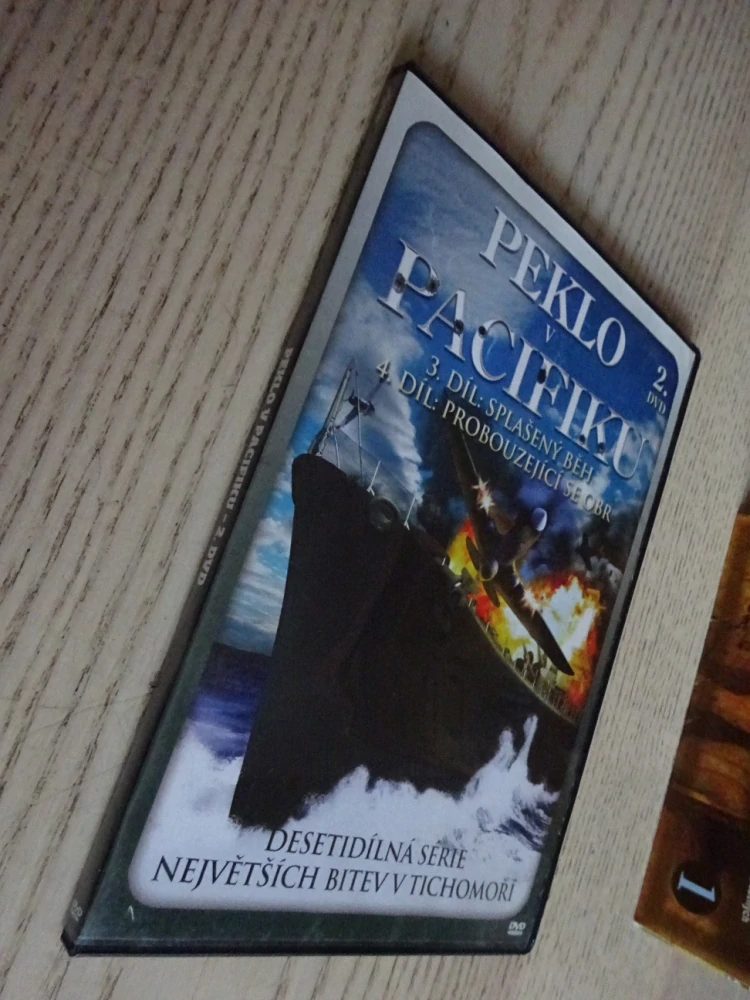 PEKLO
V
PACIFIKU
2.
DVD
3. DÍL: SPLAŠENÝ BĚH
4. DÍL: PROBOUZEJÍCÍ SE OBR
DESETIDÍLNÁ SÉRIE
NEJVĚTŠÍCH BITEV V TICHOMOŘÍ
DVD
PEKLO V PACIFIKU - 2. DVD
1